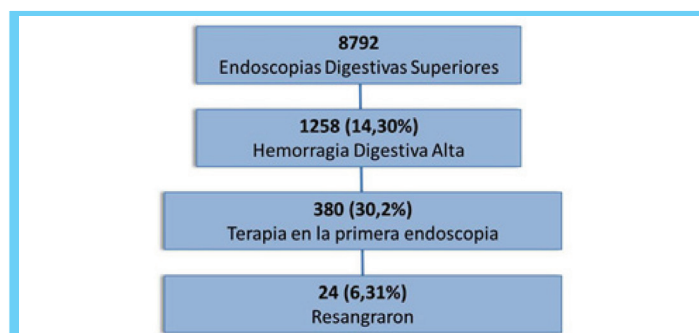 8792
Endoscopias Digestivas Superiores
1258 (14,30%)
Hemorragia Digestiva Alta
380 (30,2%)
Terapia en la primera endoscopia
24 (6,31%)
Resangraron